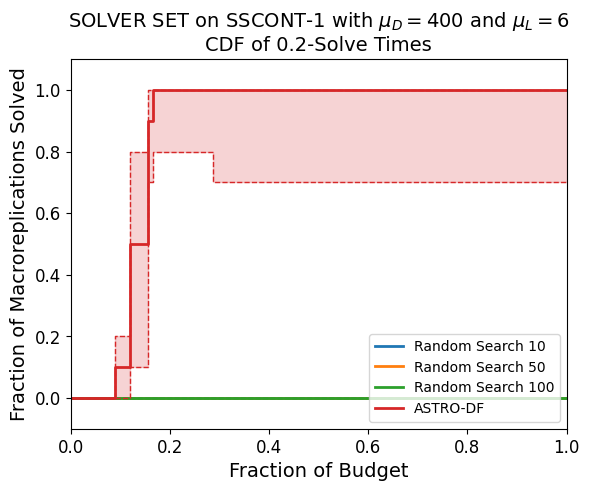 SOLVER SET on SSCONT-1 with μ_D = 400 and μ_L = 6
CDF of 0.2-Solve Times
Fraction of Macroreplications Solved
1.0
0.8
0.6
0.4
0.2
0.0
Random Search 10
Random Search 50
Random Search 100
ASTRO-DF
0.0 0.2 0.4 0.6 0.8 1.0
Fraction of Budget